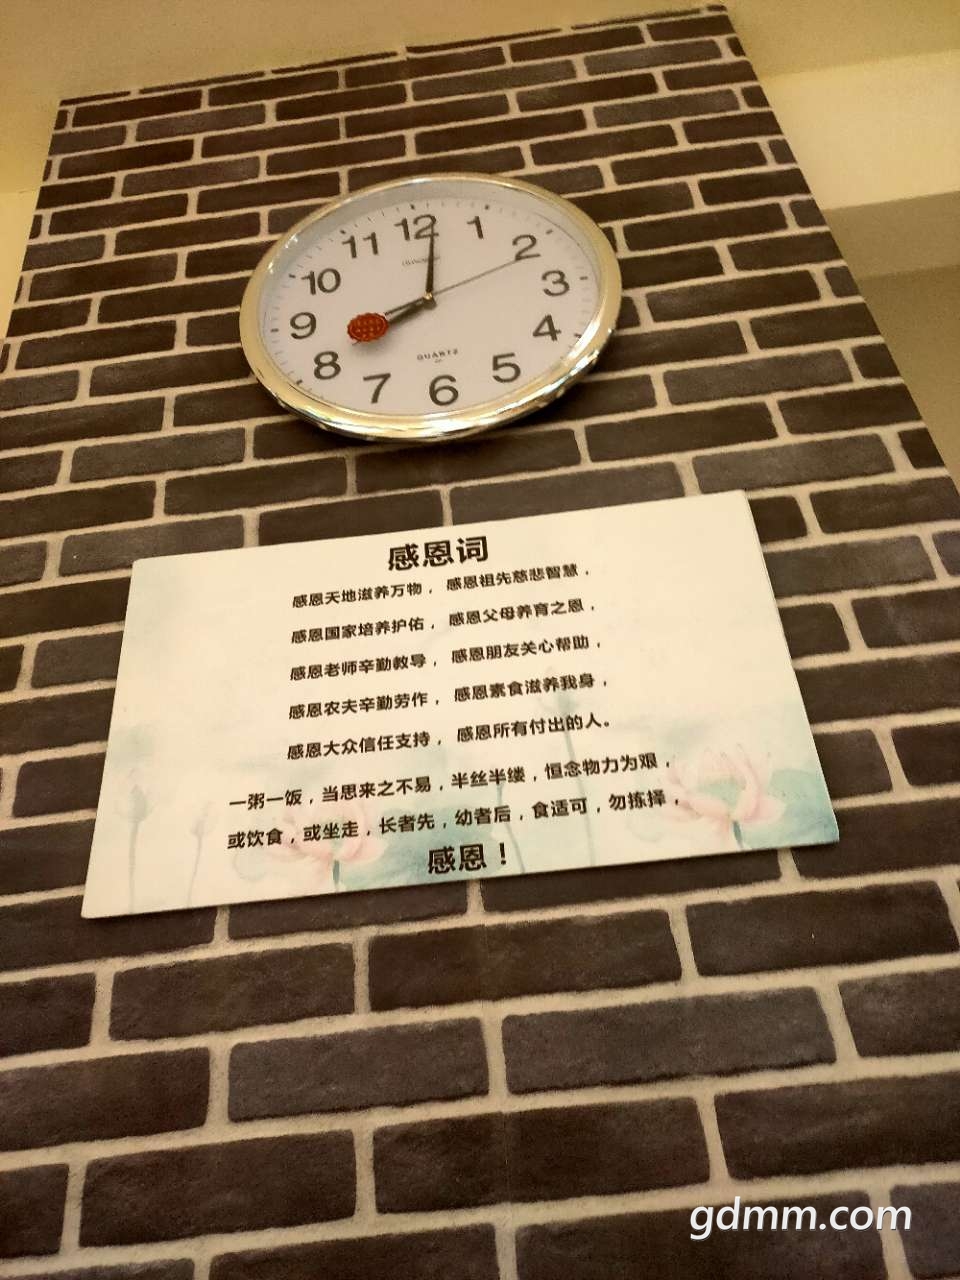 12
1
2
3
4
5
6
7
8
9
10
11
QUARTZ
感恩词
感恩天地滋养万物，感恩祖先慈悲智慧，
感恩国家培养护佑，感恩父母养育之恩，
感恩老师辛勤教导，感恩朋友关心帮助，
感恩农夫辛勤劳作，感恩素食滋养我身，
感恩大众信任支持，感恩所有付出的人。
一粥一饭，当思来之不易，半丝半缕，恒念物力为艰，
或饮食，或坐走，长者先，幼者后，食适可，勿拣择，
感恩！
gdmm.com